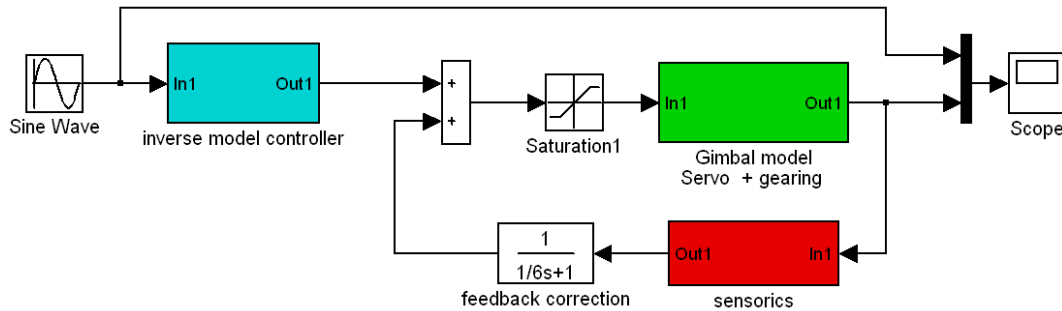 Sine Wave
In1
Out1
inverse model controller
+
+
Saturation1
In1
Out1
Gimbal model
Servo + gearing
Scope
1
1/6s+1
feedback correction
Out1
In1
sensorics